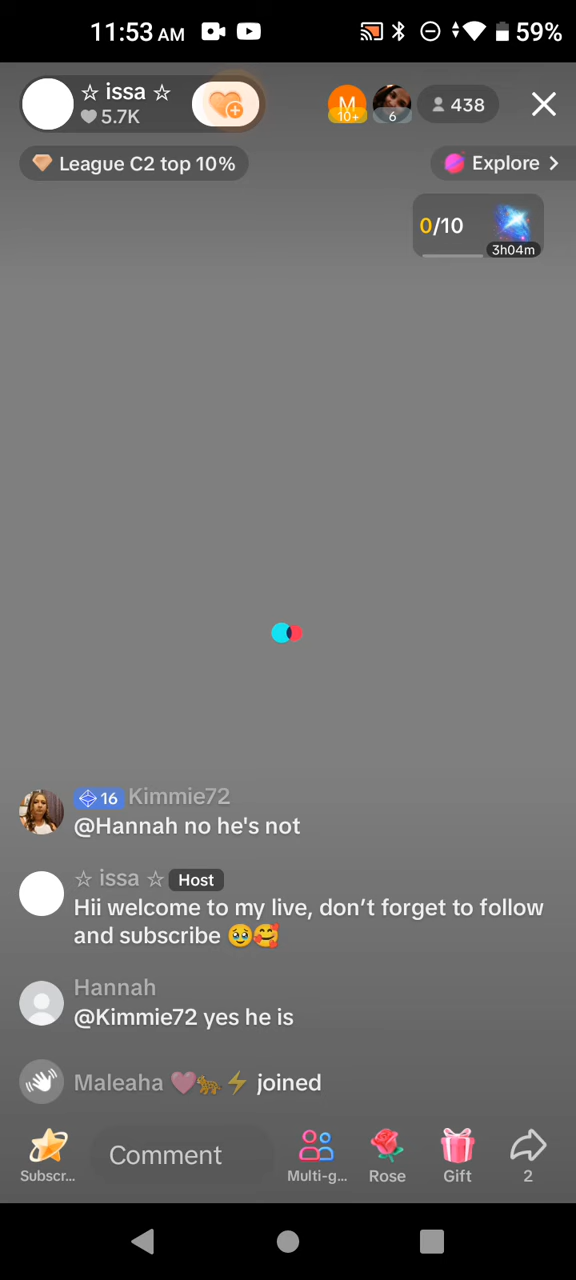 11:53 AM 59%
☆ issa ☆
5.7K
M
10+
6
438
League C2 top 10%
Explore >
0/10
3h04m
16 Kimmie72
@Hannah no he's not
☆ issa ☆ Host
Hii welcome to my live, don’t forget to follow
and subscribe 🥹🥰
Hannah
@Kimmie72 yes he is
Maleaha 🩷🐆⚡ joined
Comment
Subscr... Multi-g... Rose Gift 2